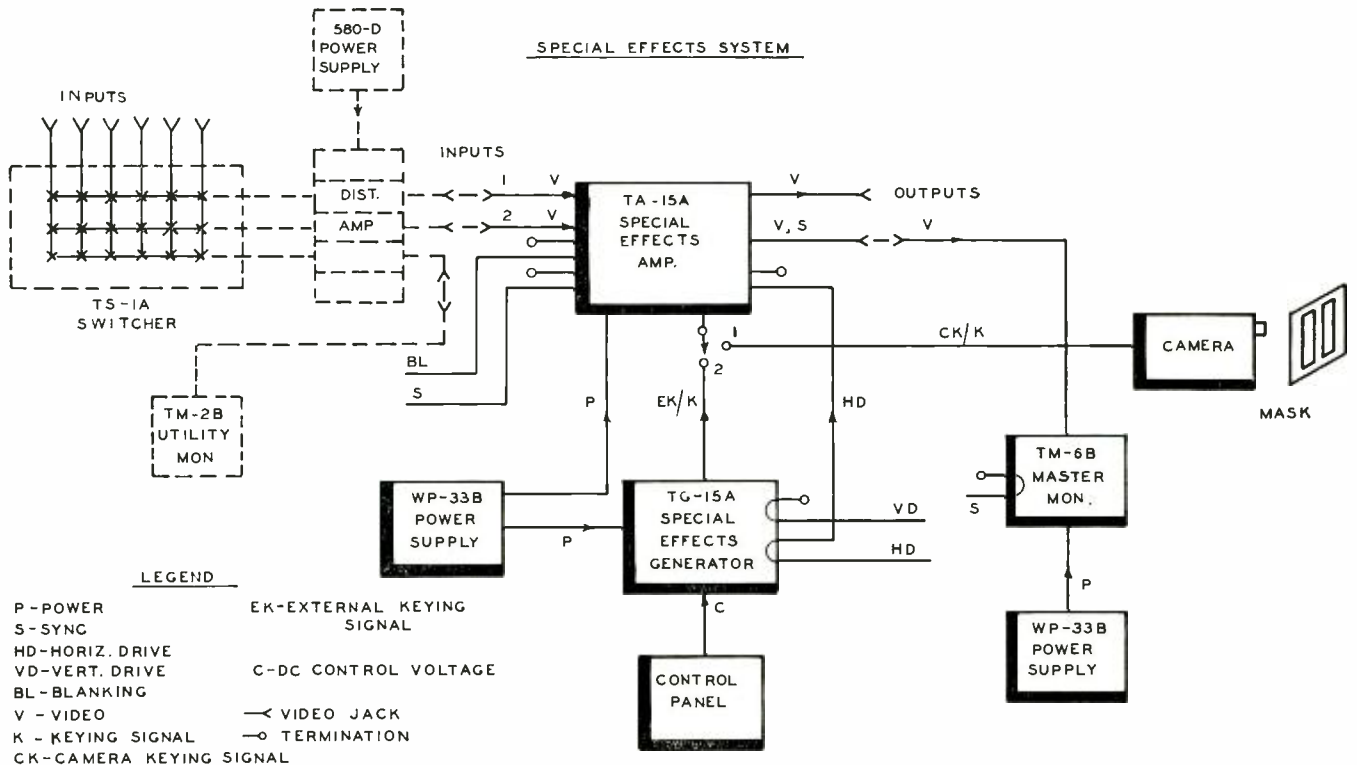 SPECIAL EFFECTS SYSTEM
580-D
POWER
SUPPLY
INPUTS
TS-1A
SWITCHER
DIST.
AMP
INPUTS
1 V
2 V
TA-15A
SPECIAL
EFFECTS
AMP.
V
OUTPUTS
V, S
V
BL
S
TM-2B
UTILITY
MON
1
2
CK/K
CAMERA
MASK
P
EK/K
HD
WP-33B
POWER
SUPPLY
P
TG-15A
SPECIAL
EFFECTS
GENERATOR
VD
HD
TM-6B
MASTER
MON.
S
P
WP-33B
POWER
SUPPLY
C
CONTROL
PANEL
LEGEND
P-POWER
S-SYNC
HD-HORIZ. DRIVE
VD-VERT. DRIVE
BL-BLANKING
V - VIDEO
K - KEYING SIGNAL
CK-CAMERA KEYING SIGNAL
EK-EXTERNAL KEYING
SIGNAL
C-DC CONTROL VOLTAGE
VIDEO JACK
TERMINATION